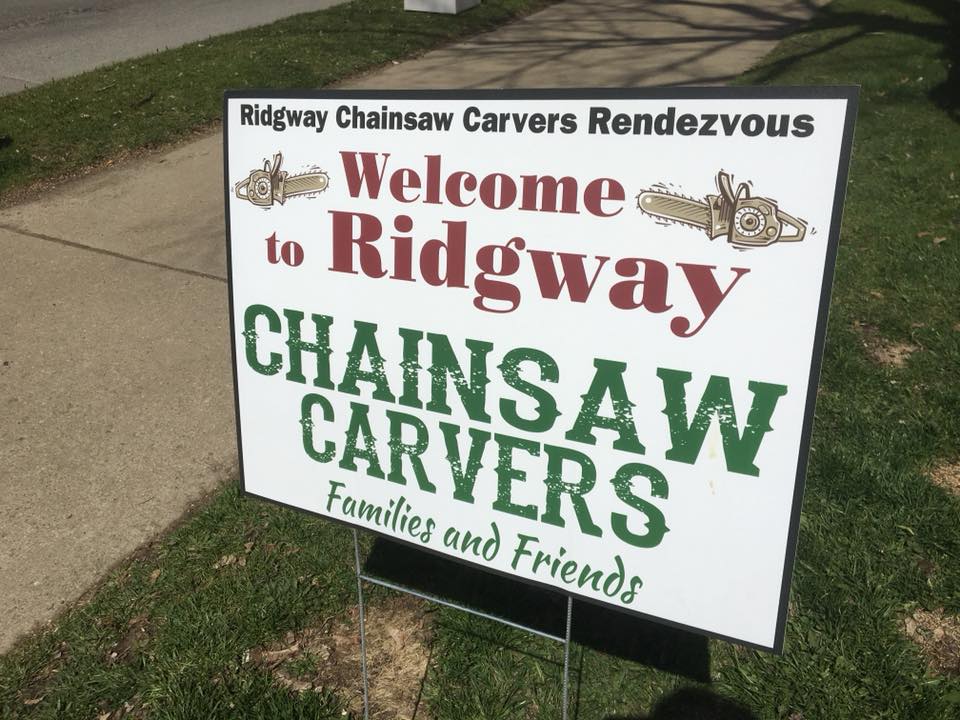 Ridgway Chainsaw Carvers Rendezvous
Welcome
to Ridgway
CHAINSAW
CARVERS
Families and Friends